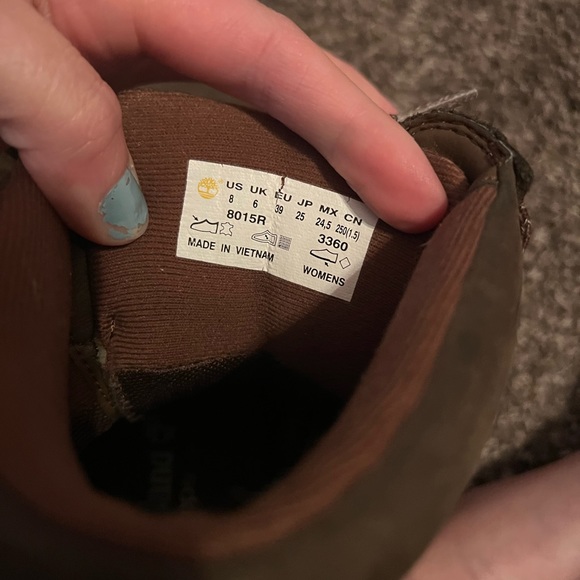 US UK EU JP MX CN
8 6 39 25 24,5 250(1.5)
8015R 3360
MADE IN VIETNAM WOMENS